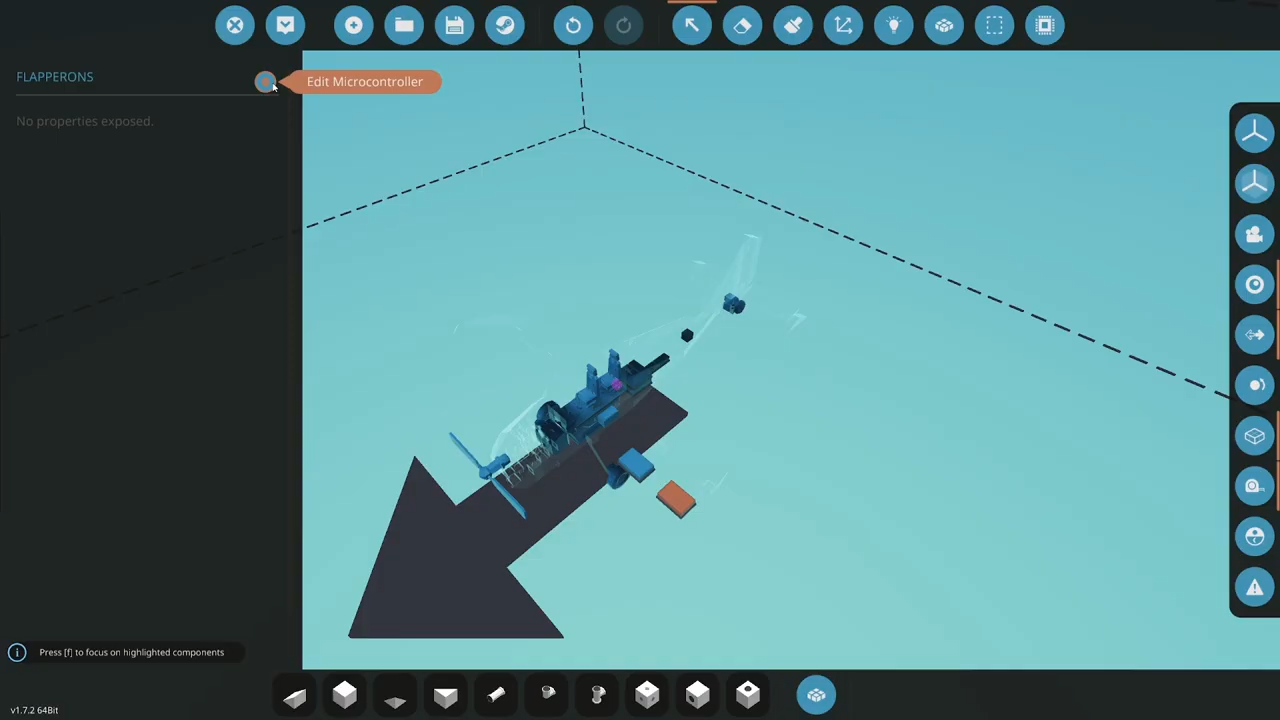 FLAPPERONS
Edit Microcontroller
No properties exposed.
Press [f] to focus on highlighted components
v1.7.2 64Bit